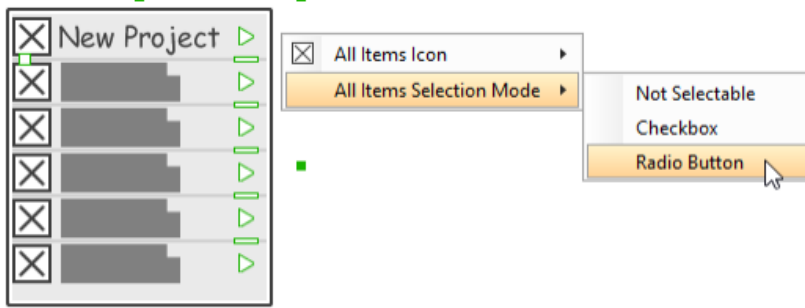 New Project
All Items Icon
All Items Selection Mode
Not Selectable
Checkbox
Radio Button